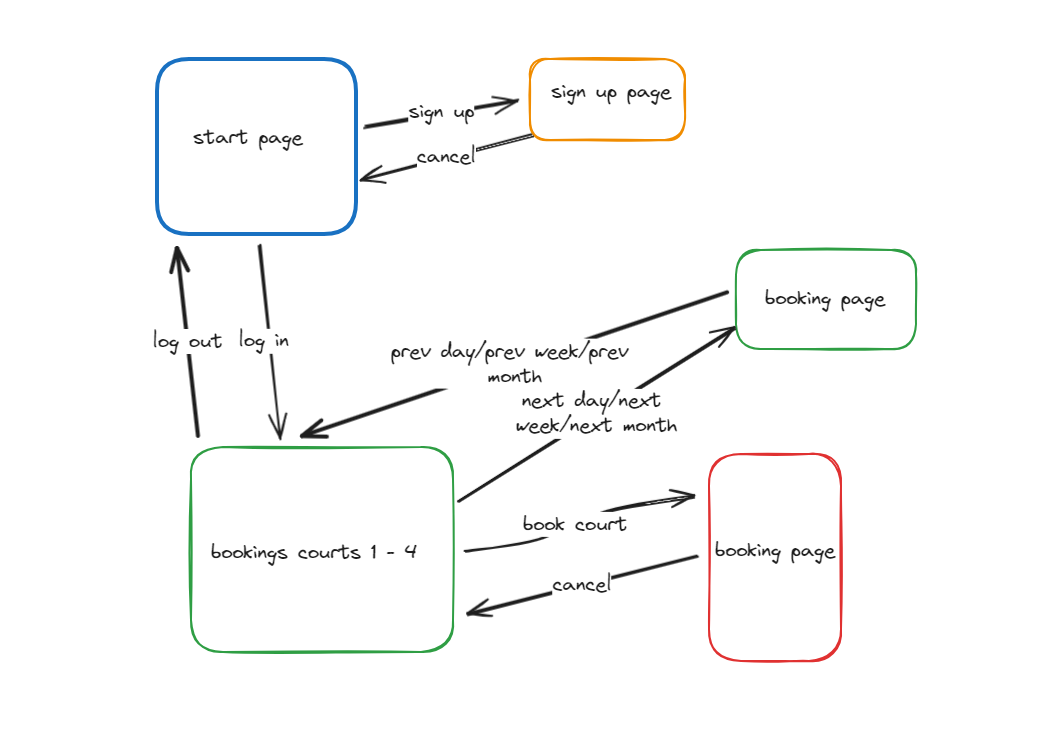 start page
sign up
sign up page
cancel
log out
log in
booking page
prev day/prev week/prev
month
next day/next
week/next month
bookings courts 1 - 4
book court
cancel
booking page